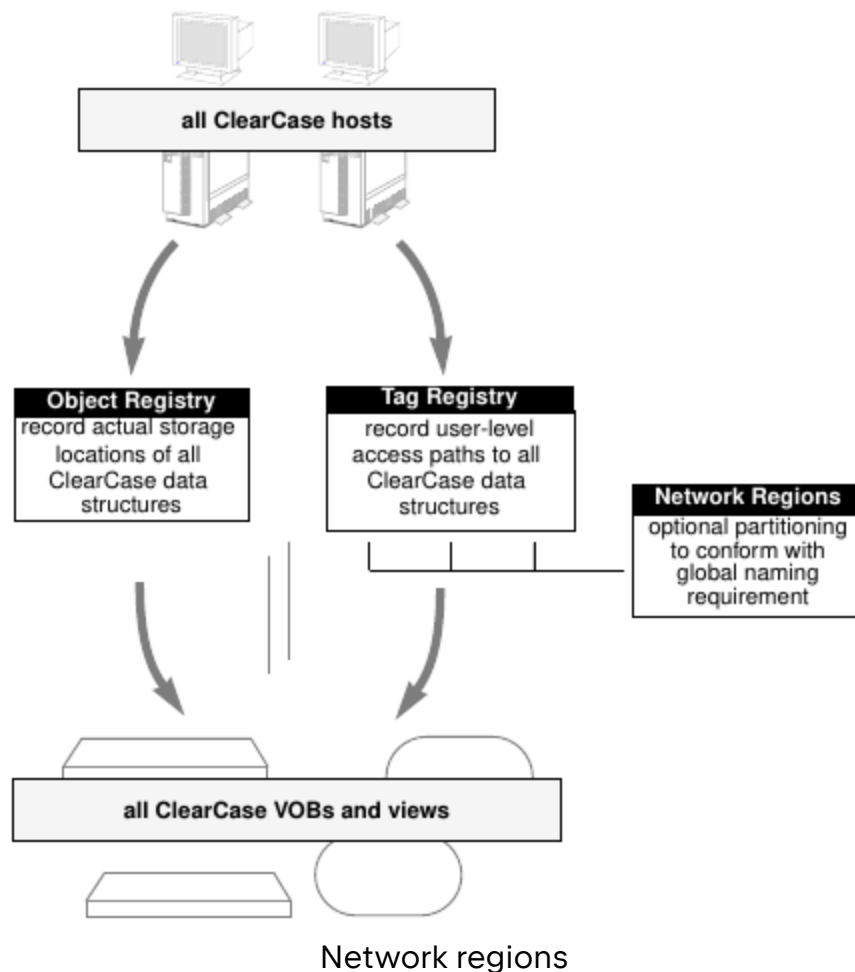 all ClearCase hosts
Object Registry
record actual storage
locations of all
ClearCase data
structures
Tag Registry
record user-level
access paths to all
ClearCase data
structures
Network Regions
optional partitioning
to conform with
global naming
requirement
all ClearCase VOBs and views
Network regions